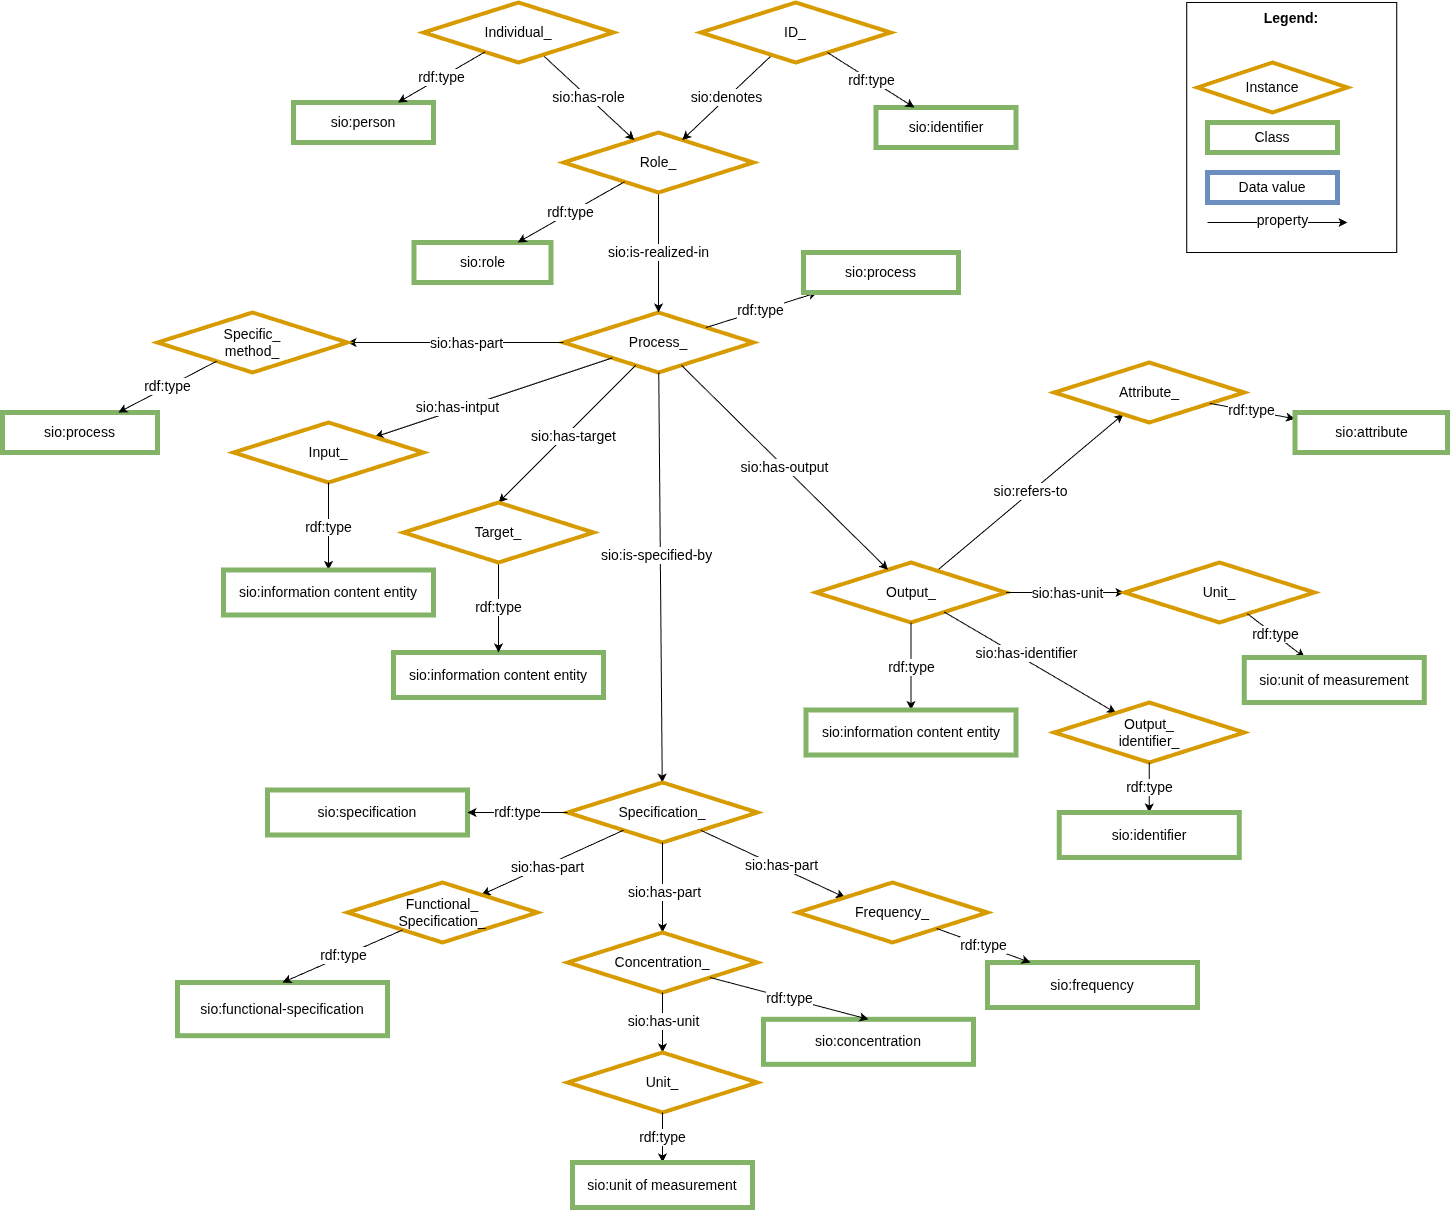 Individual_
ID_
Legend:
rdf:type
rdf:type
Instance
sio:has-role
sio:denotes
sio:person
sio:identifier
Class
Role_
Data value
rdf:type
property
sio:role
sio:is-realized-in
sio:process
rdf:type
Specific_
method_
sio:has-part
Process_
rdf:type
sio:has-intput
Attribute_
rdf:type
sio:process
sio:has-target
sio:attribute
Input_
sio:has-output
sio:refers-to
rdf:type
Target_
sio:is-specified-by
sio:information content entity
rdf:type
Output_
sio:has-unit
Unit_
rdf:type
sio:has-identifier
rdf:type
sio:information content entity
sio:unit of measurement
sio:information content entity
Output_
identifier_
rdf:type
sio:specification
rdf:type
Specification_
sio:identifier
sio:has-part
sio:has-part
sio:has-part
Functional_
Specification_
Frequency_
rdf:type
rdf:type
Concentration_
sio:frequency
rdf:type
sio:functional-specification
sio:has-unit
sio:concentration
Unit_
rdf:type
sio:unit of measurement